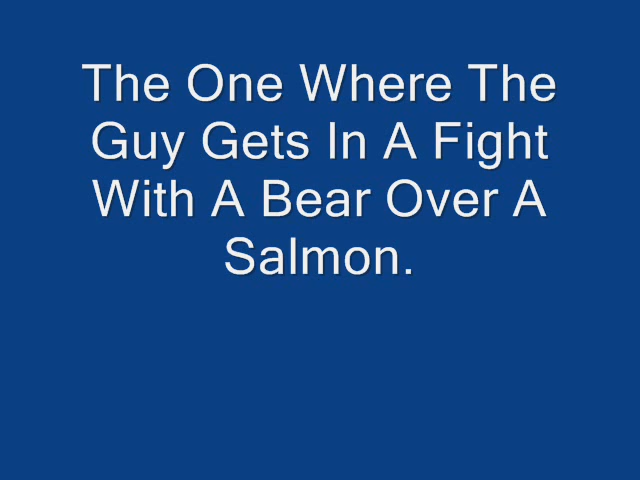 The One Where The
Guy Gets In A Fight
With A Bear Over A
Salmon.